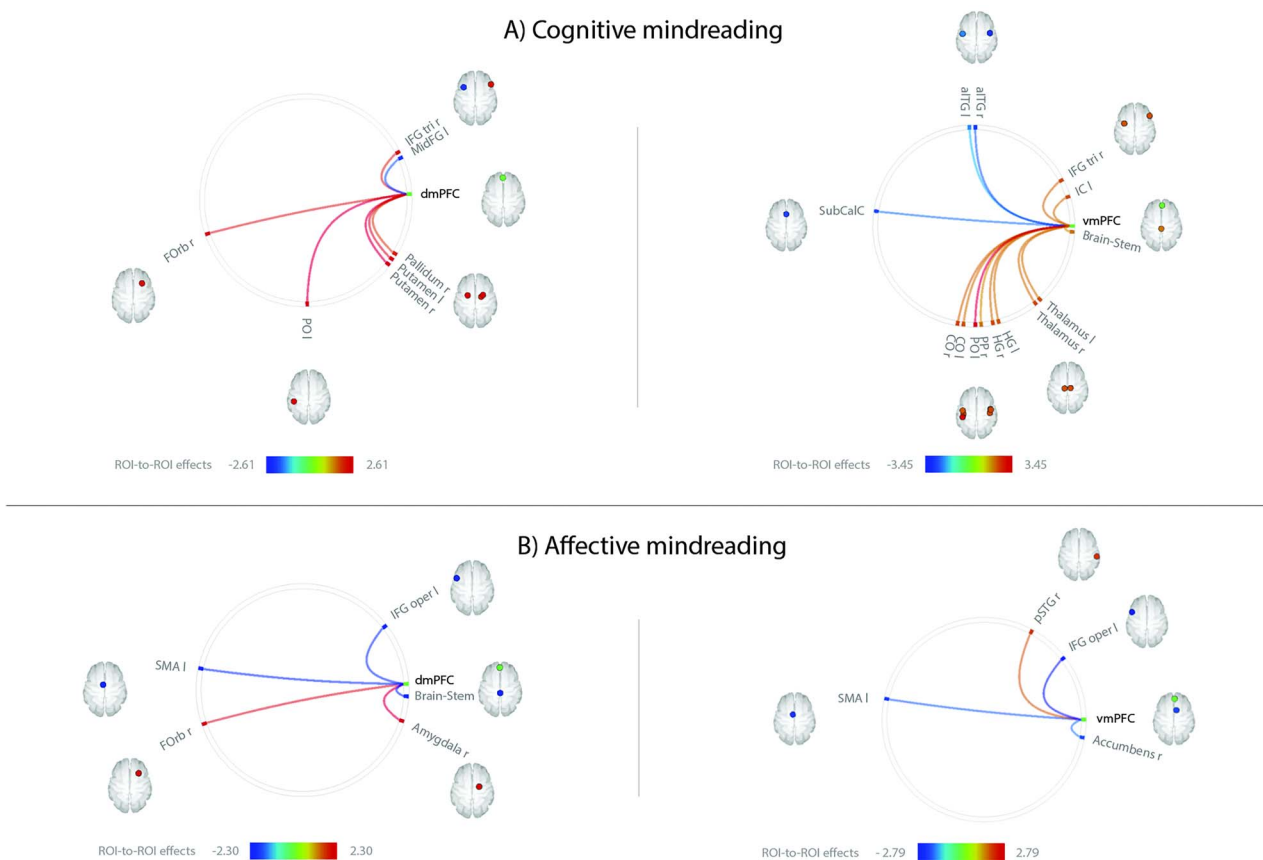 A) Cognitive mindreading
IFG tri r
MidFG l
dmPFC
FOrb r
Pallidum r
Putamen l
Putamen r
PO l
ROI-to-ROI effects -2.61 2.61
aITG l
aITG r
IFG tri r
IC l
SubCalC
vmPFC
Brain-Stem
Thalamus l
Thalamus r
CO r
CO l
PO l
PP r
HG r
HG l
ROI-to-ROI effects -3.45 3.45
B) Affective mindreading
IFG oper l
SMA l
dmPFC
Brain-Stem
FOrb r
Amygdala r
ROI-to-ROI effects -2.30 2.30
pSTG r
IFG oper l
SMA l
vmPFC
Accumbens r
ROI-to-ROI effects -2.79 2.79